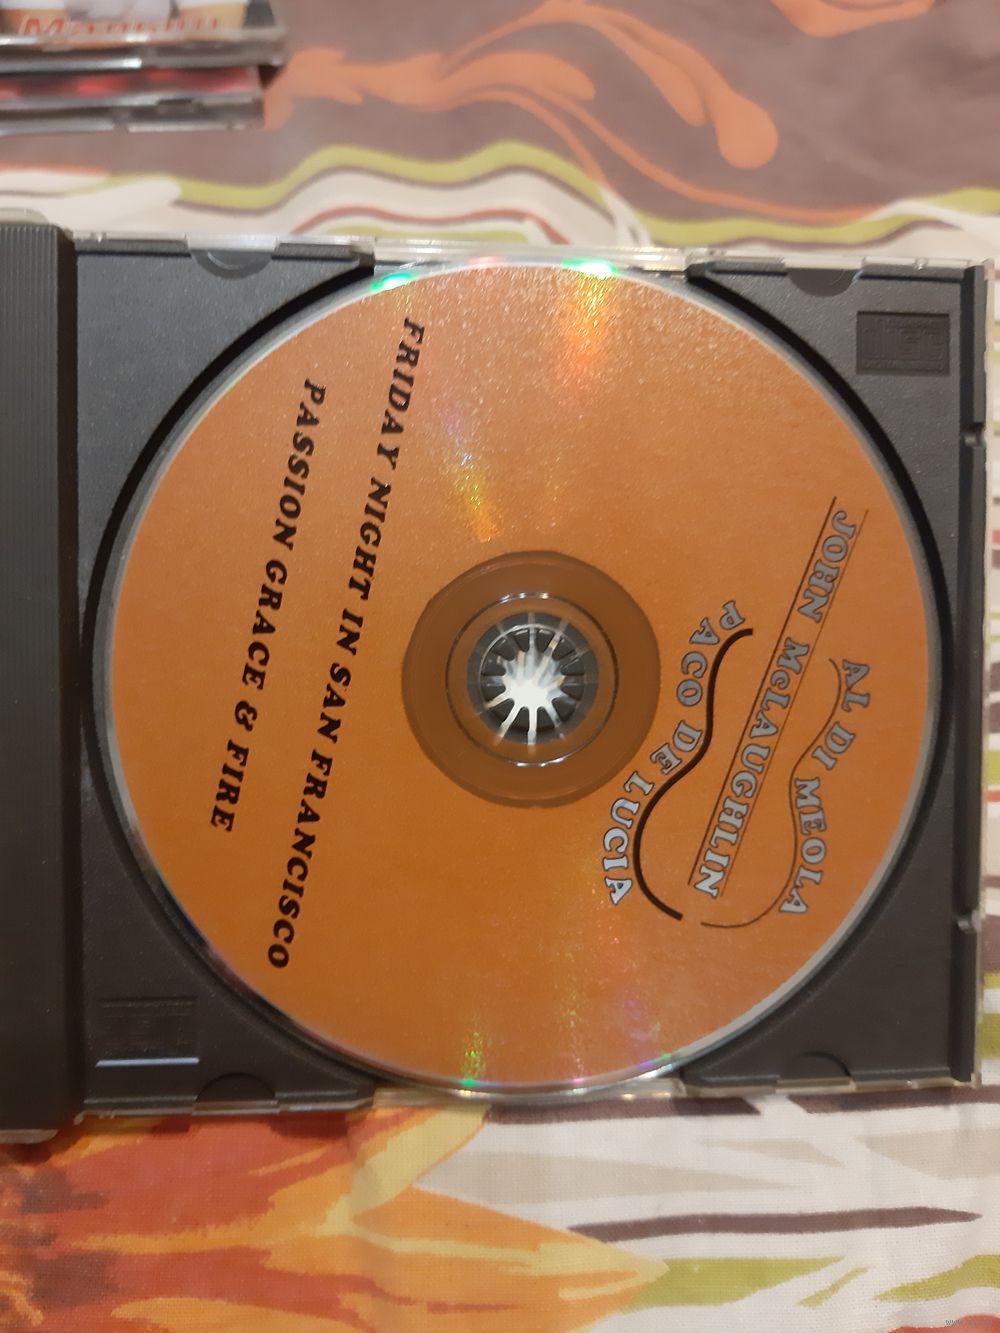 AL DI MEOLA
JOHN McLAUGHLIN
PACO DE LUCIA
FRIDAY NIGHT IN SAN FRANCISCO
PASSION GRACE & FIRE